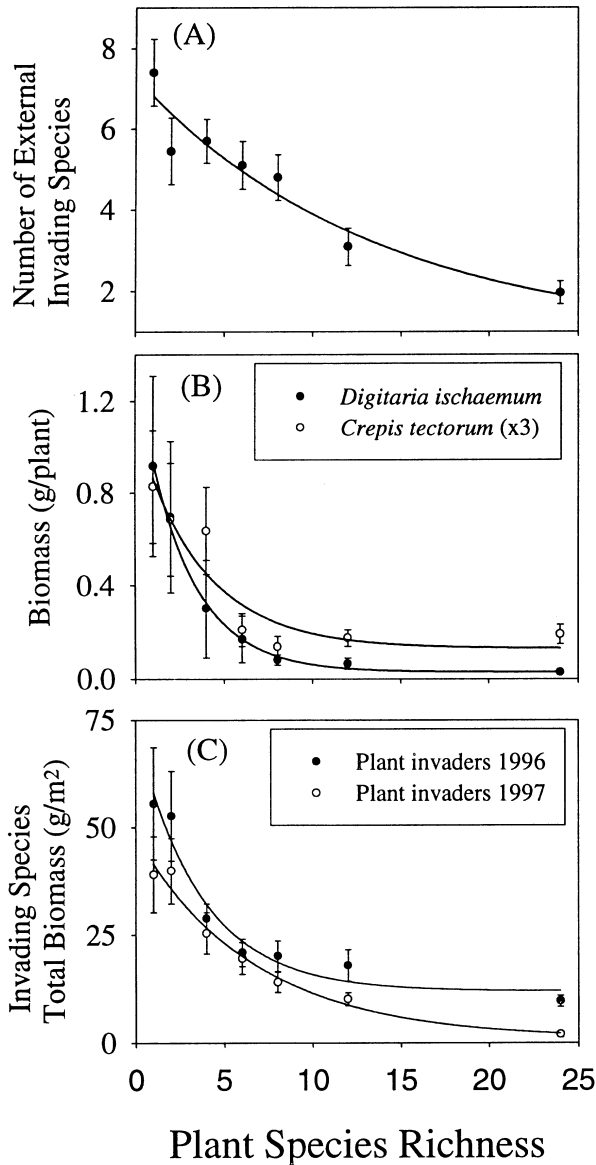 (A)
8
6
4
2
Number of External
Invading Species
(B)
Digitaria ischaemum
Crepis tectorum (x3)
1.2
0.8
0.4
0.0
Biomass (g/plant)
(C)
Plant invaders 1996
Plant invaders 1997
75
50
25
0
Invading Species
Total Biomass (g/m²)
0 5 10 15 20 25
Plant Species Richness